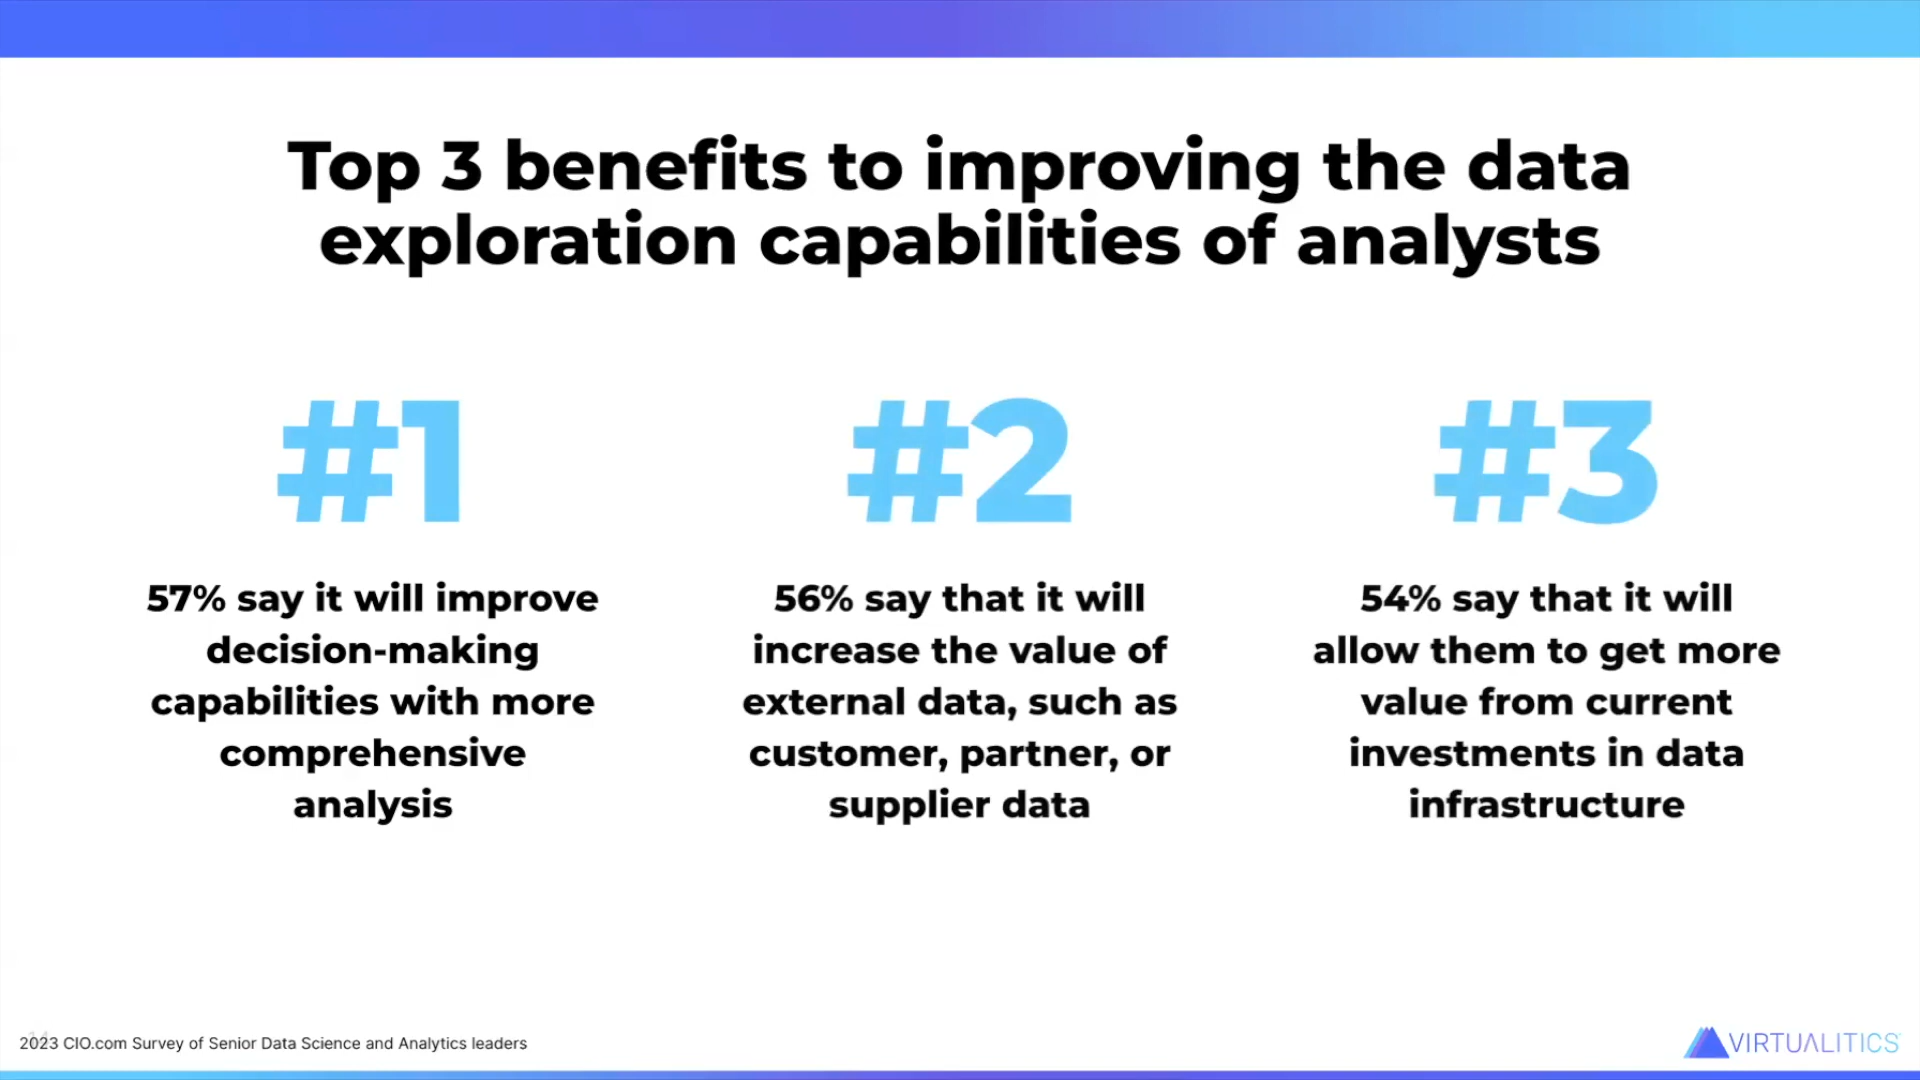 Top 3 benefits to improving the data
exploration capabilities of analysts
#1
57% say it will improve
decision-making
capabilities with more
comprehensive
analysis
#2
56% say that it will
increase the value of
external data, such as
customer, partner, or
supplier data
#3
54% say that it will
allow them to get more
value from current
investments in data
infrastructure
2023 CIO.com Survey of Senior Data Science and Analytics leaders
VIRTUALITICS